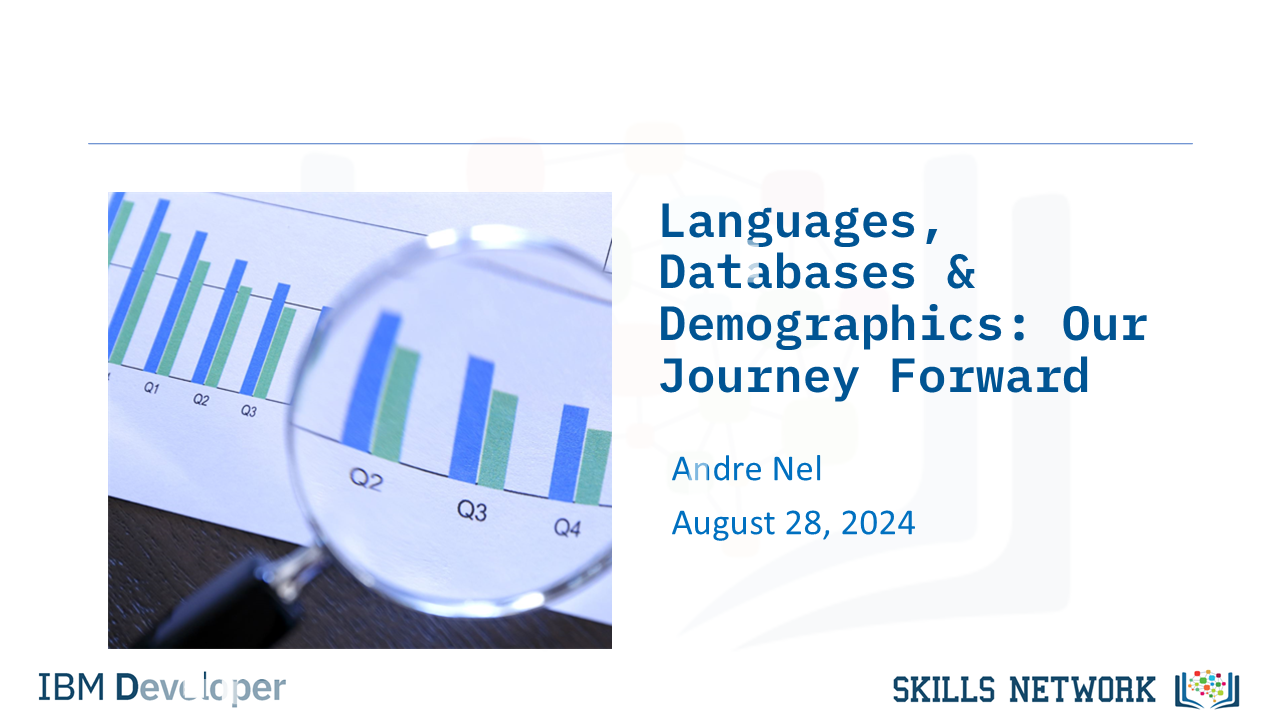 Languages,
Databases &
Demographics: Our
Journey Forward
Andre Nel
August 28, 2024
Q1
Q2
Q3
Q2
Q3
Q4
IBM Developer
SKILLS NETWORK